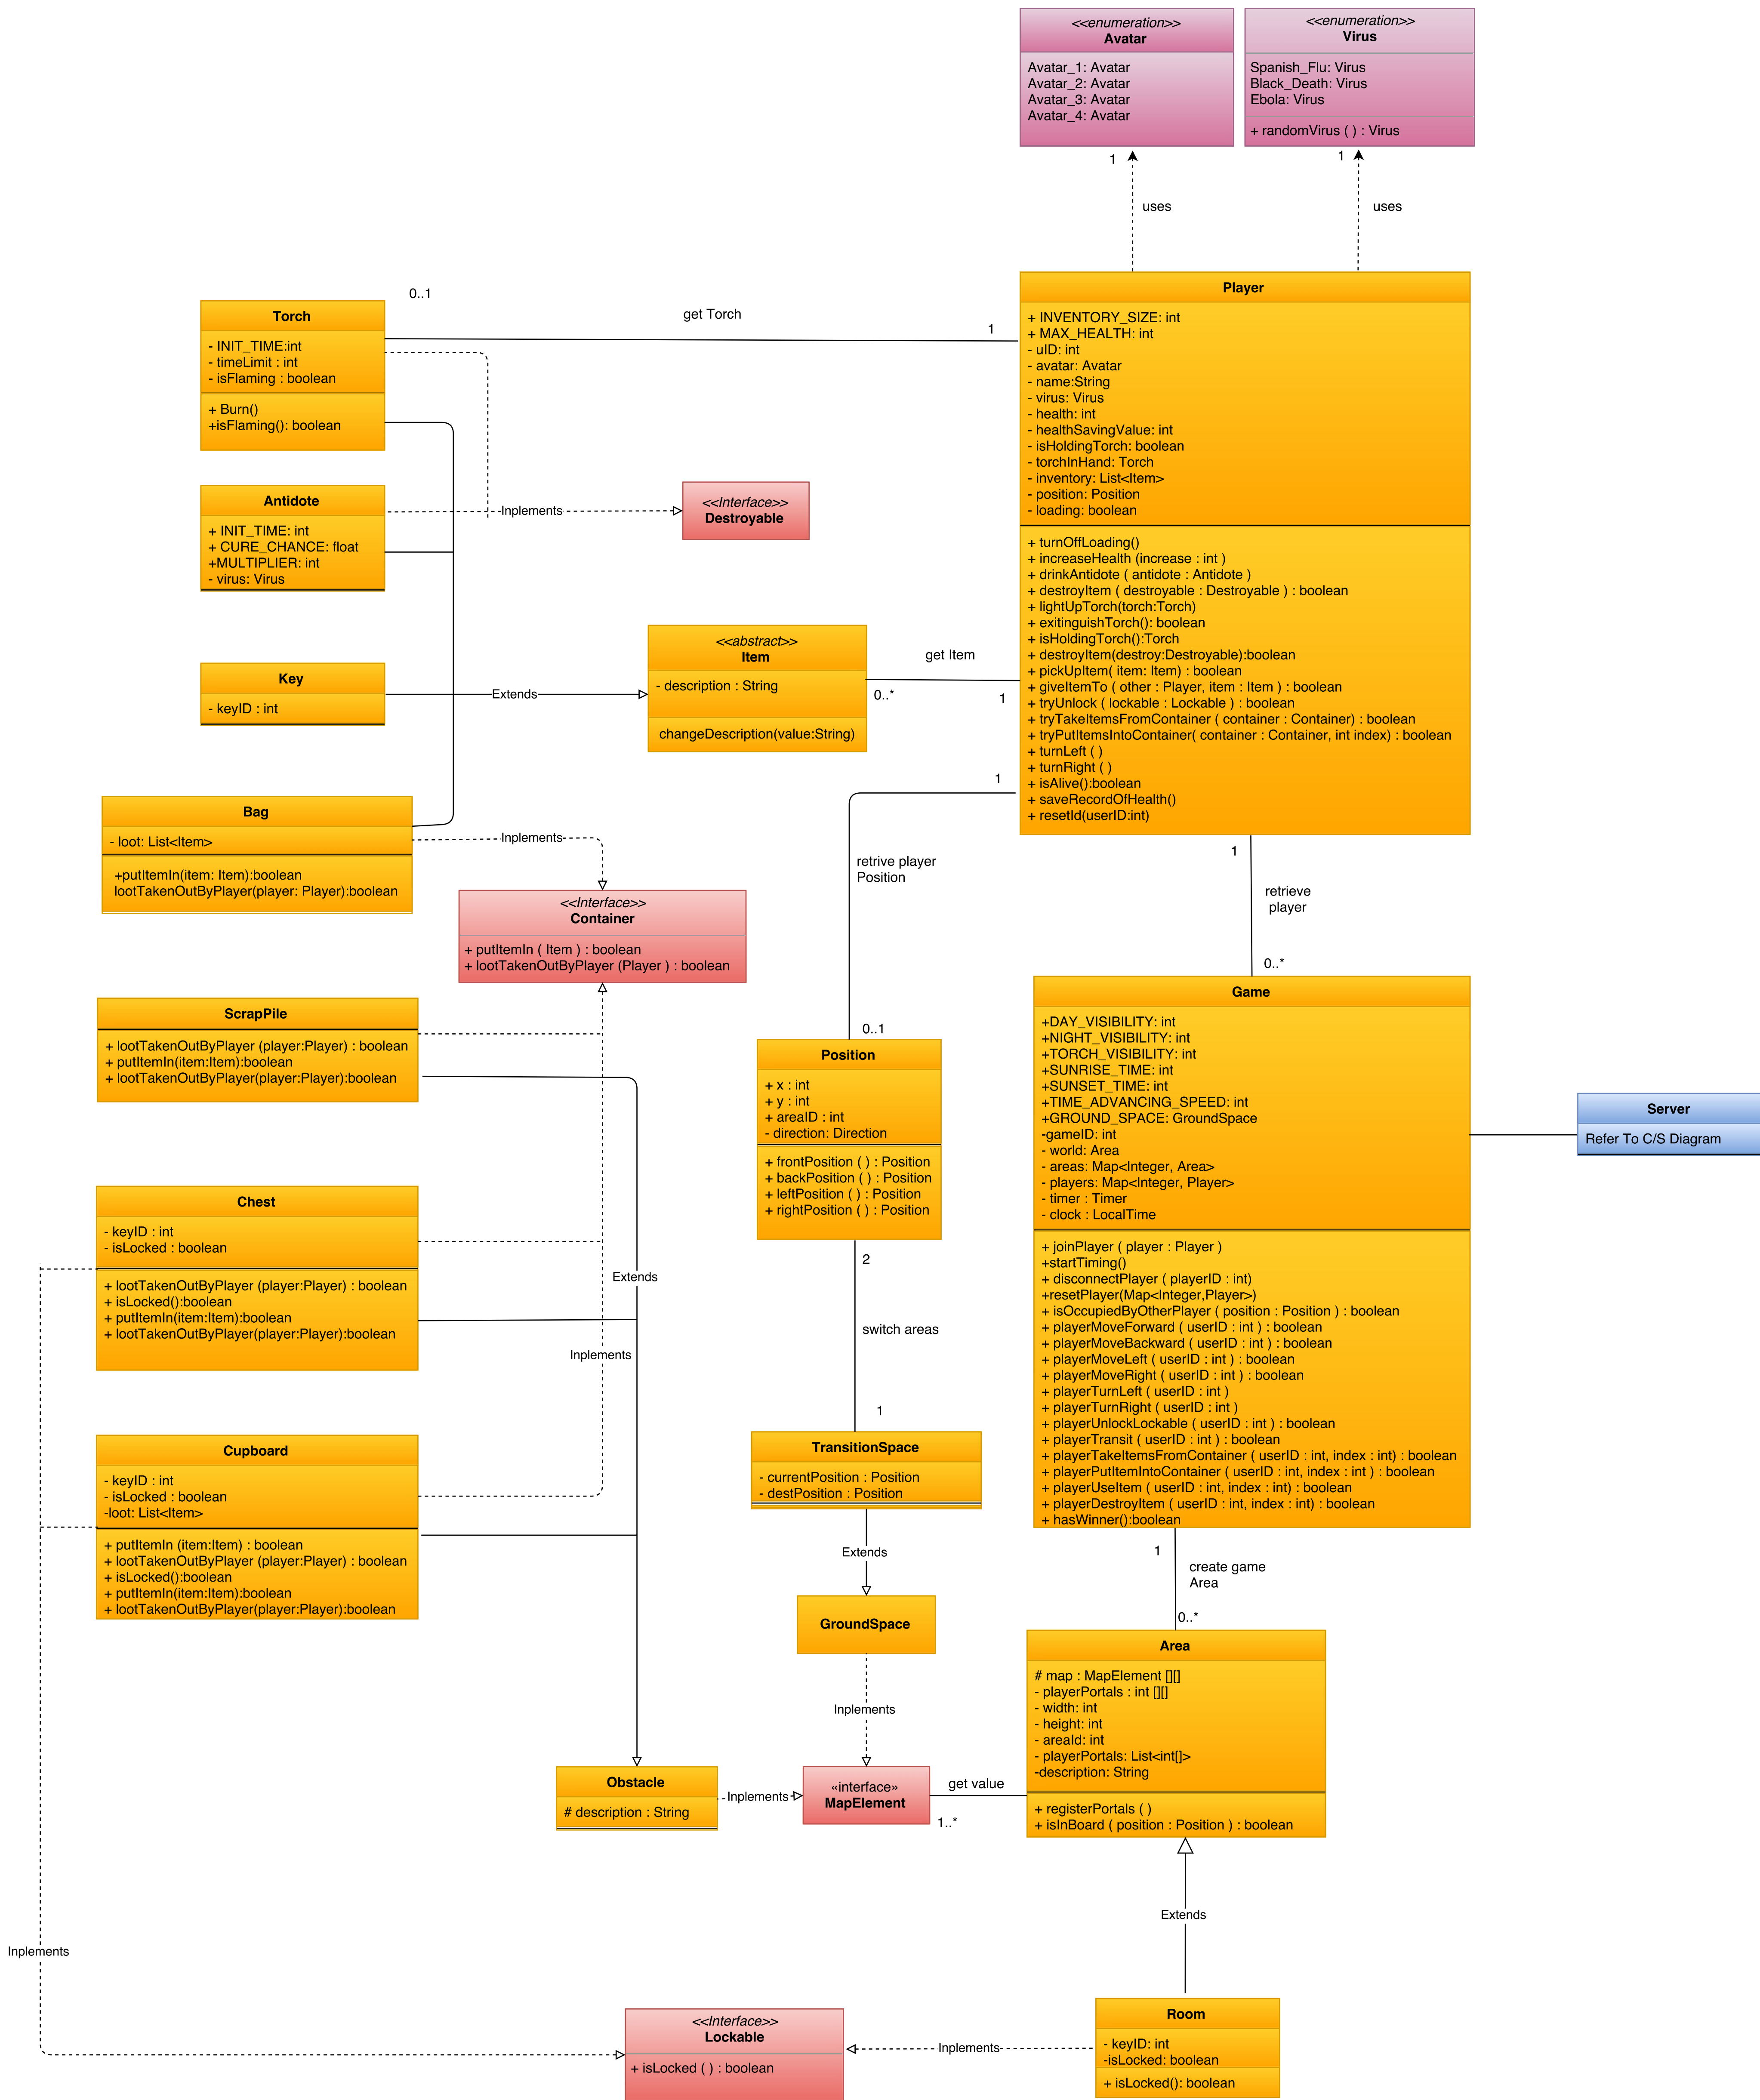 <<enumeration>>
Avatar
Avatar_1: Avatar
Avatar_2: Avatar
Avatar_3: Avatar
Avatar_4: Avatar
<<enumeration>>
Virus
Spanish_Flu: Virus
Black_Death: Virus
Ebola: Virus
+ randomVirus ( ) : Virus
1
1
uses
uses
Player
+ INVENTORY_SIZE: int
+ MAX_HEALTH: int
- uID: int
- avatar: Avatar
- name:String
- virus: Virus
- health: int
- healthSavingValue: int
- isHoldingTorch: boolean
- torchInHand: Torch
- inventory: List<Item>
- position: Position
- loading: boolean
+ turnOffLoading()
+ increaseHealth (increase : int )
+ drinkAntidote ( antidote : Antidote )
+ destroyItem ( destroyable : Destroyable ) : boolean
+ lightUpTorch(torch:Torch)
+ exitinguishTorch(): boolean
+ isHoldingTorch():Torch
+ destroyItem(destroy:Destroyable):boolean
+ pickUpItem( item: Item) : boolean
+ giveItemTo ( other : Player, item : Item ) : boolean
+ tryUnlock ( lockable : Lockable ) : boolean
+ tryTakeItemsFromContainer ( container : Container) : boolean
+ tryPutItemsIntoContainer( container : Container, int index) : boolean
+ turnLeft ( )
+ turnRight ( )
+ isAlive():boolean
+ saveRecordOfHealth()
+ resetId(userID:int)
0..1
get Torch
1
Torch
- INIT_TIME:int
- timeLimit : int
- isFlaming : boolean
+ Burn()
+isFlaming(): boolean
Antidote
+ INIT_TIME: int
+ CURE_CHANCE: float
+MULTIPLIER: int
- virus: Virus
Inplements
<<Interface>>
Destroyable
Key
- keyID : int
Extends
<<abstract>>
Item
- description : String
changeDescription(value:String)
get Item
0..*
1
Bag
- loot: List<Item>
+putItemIn(item: Item):boolean
lootTakenOutByPlayer(player: Player):boolean
Inplements
<<Interface>>
Container
+ putItemIn ( Item ) : boolean
+ lootTakenOutByPlayer (Player ) : boolean
1
retrive player
Position
0..1
1
retrieve
player
0..*
ScrapPile
+ lootTakenOutByPlayer (player:Player) : boolean
+ putItemIn(item:Item):boolean
+ lootTakenOutByPlayer(player:Player):boolean
Position
+ x : int
+ y : int
+ areaID : int
- direction: Direction
+ frontPosition ( ) : Position
+ backPosition ( ) : Position
+ leftPosition ( ) : Position
+ rightPosition ( ) : Position
Game
+DAY_VISIBILITY: int
+NIGHT_VISIBILITY: int
+TORCH_VISIBILITY: int
+SUNRISE_TIME: int
+SUNSET_TIME: int
+TIME_ADVANCING_SPEED: int
+GROUND_SPACE: GroundSpace
-gameID: int
- world: Area
- areas: Map<Integer, Area>
- players: Map<Integer, Player>
- timer : Timer
- clock : LocalTime
+ joinPlayer ( player : Player )
+startTiming()
+ disconnectPlayer ( playerID : int)
+resetPlayer(Map<Integer,Player>)
+ isOccupiedByOtherPlayer ( position : Position ) : boolean
+ playerMoveForward ( userID : int ) : boolean
+ playerMoveBackward ( userID : int ) : boolean
+ playerMoveLeft ( userID : int ) : boolean
+ playerMoveRight ( userID : int ) : boolean
+ playerTurnLeft ( userID : int )
+ playerTurnRight ( userID : int )
+ playerUnlockLockable ( userID : int ) : boolean
+ playerTransit ( userID : int ) : boolean
+ playerTakeItemsFromContainer ( userID : int, index : int) : boolean
+ playerPutItemIntoContainer ( userID : int, index : int ) : boolean
+ playerUseItem ( userID : int, index : int) : boolean
+ playerDestroyItem ( userID : int, index : int) : boolean
+ hasWinner():boolean
Server
Refer To C/S Diagram
Chest
- keyID : int
- isLocked : boolean
+ lootTakenOutByPlayer (player:Player) : boolean
+ isLocked():boolean
+ putItemIn(item:Item):boolean
+ lootTakenOutByPlayer(player:Player):boolean
Extends
Inplements
2
switch areas
1
Cupboard
- keyID : int
- isLocked : boolean
-loot: List<Item>
+ putItemIn (item:Item) : boolean
+ lootTakenOutByPlayer (player:Player) : boolean
+ isLocked():boolean
+ putItemIn(item:Item):boolean
+ lootTakenOutByPlayer(player:Player):boolean
TransitionSpace
- currentPosition : Position
- destPosition : Position
Extends
GroundSpace
Inplements
1
create game
Area
0..*
Area
# map : MapElement [][]
- playerPortals : int [][]
- width: int
- height: int
- areaId: int
- playerPortals: List<int[]>
-description: String
+ registerPortals ( )
+ isInBoard ( position : Position ) : boolean
Obstacle
# description : String
Inplements
«interface»
MapElement
get value
1..*
Extends
Inplements
<<Interface>>
Lockable
+ isLocked ( ) : boolean
Inplements
Room
- keyID: int
-isLocked: boolean
+ isLocked(): boolean